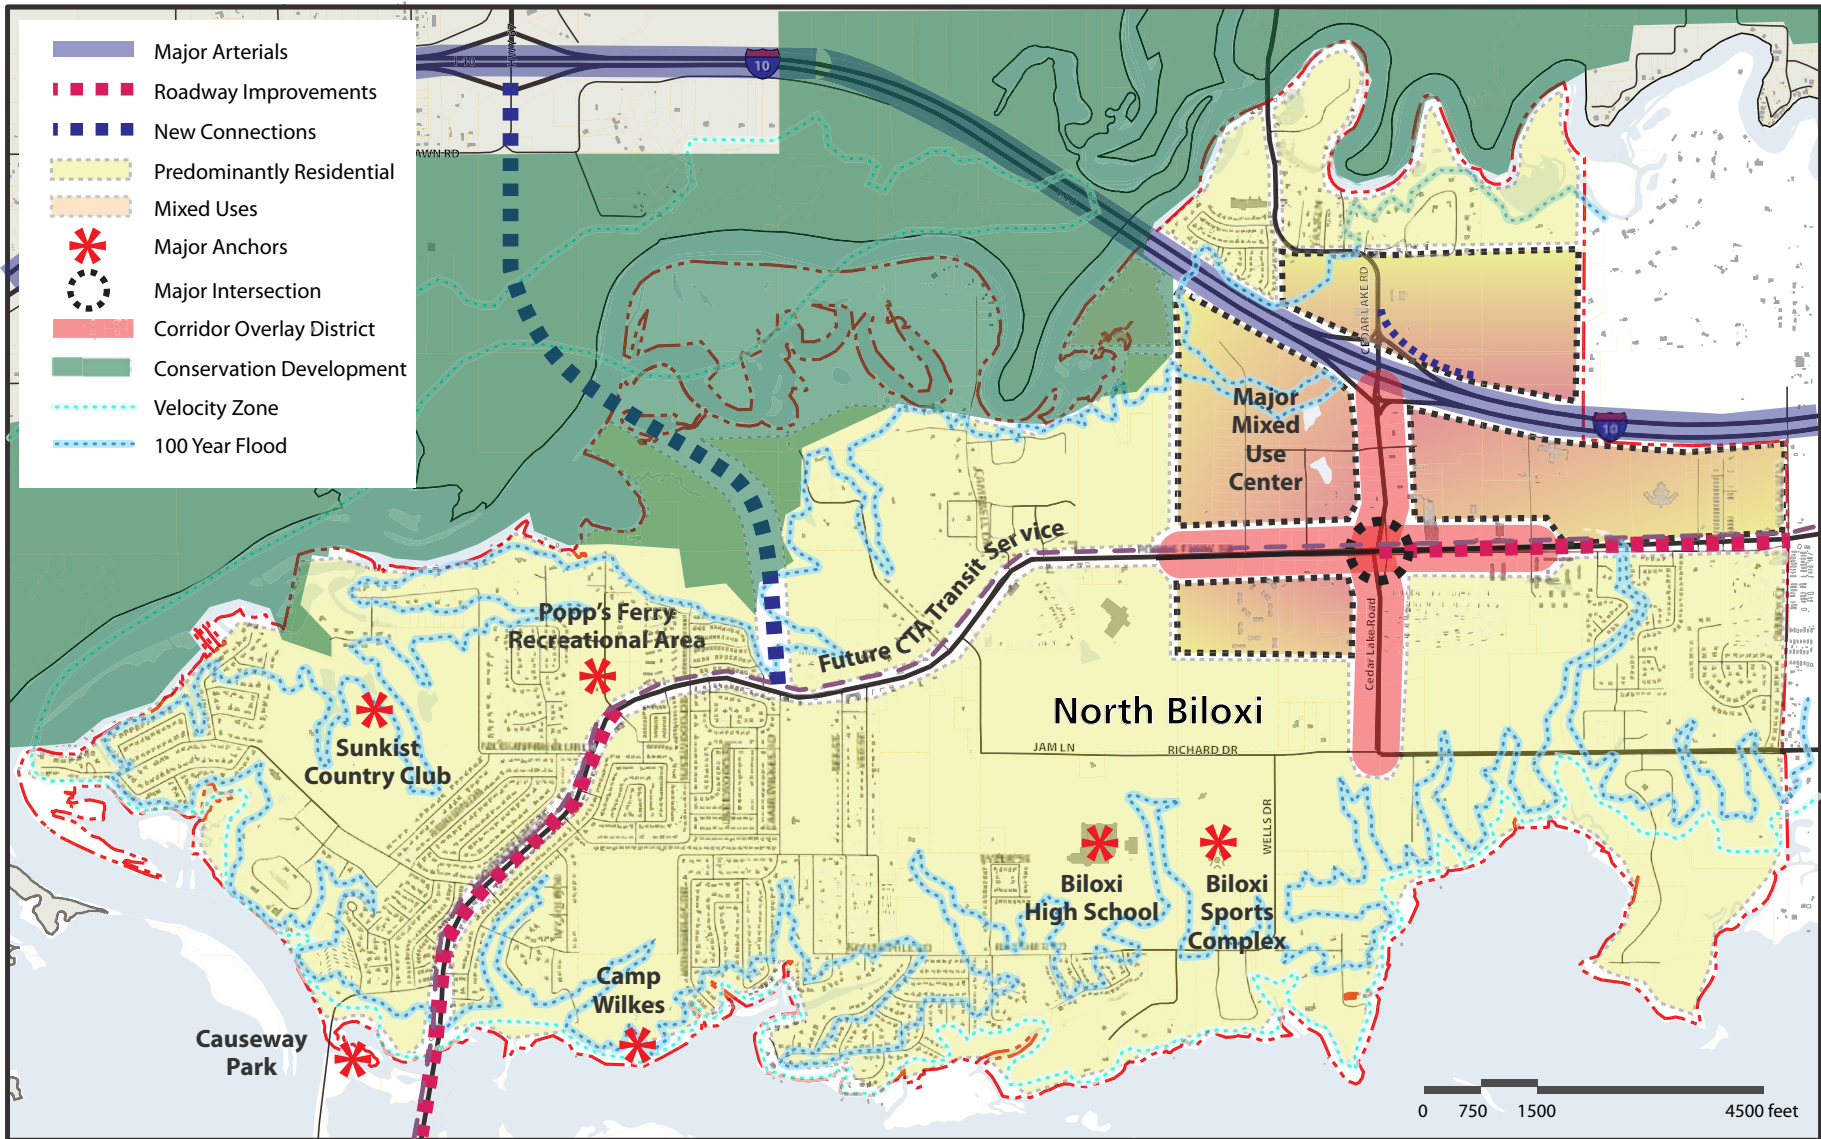 Major Arterials
Roadway Improvements
New Connections
Predominantly Residential
Mixed Uses
Major Anchors
Major Intersection
Corridor Overlay District
Conservation Development
Velocity Zone
100 Year Flood
I-10
10
I-10
CEDAR LAKE RD
10
Major
Mixed
Use
Center
Future CTA Transit Service
Popp's Ferry
Recreational Area
Cedar Lake Road
North Biloxi
Sunkist
Country Club
JAM LN
RICHARD DR
WELLS DR
Biloxi
High School
Biloxi
Sports
Complex
Camp
Wilkes
Causeway
Park
0 750 1500 4500 feet